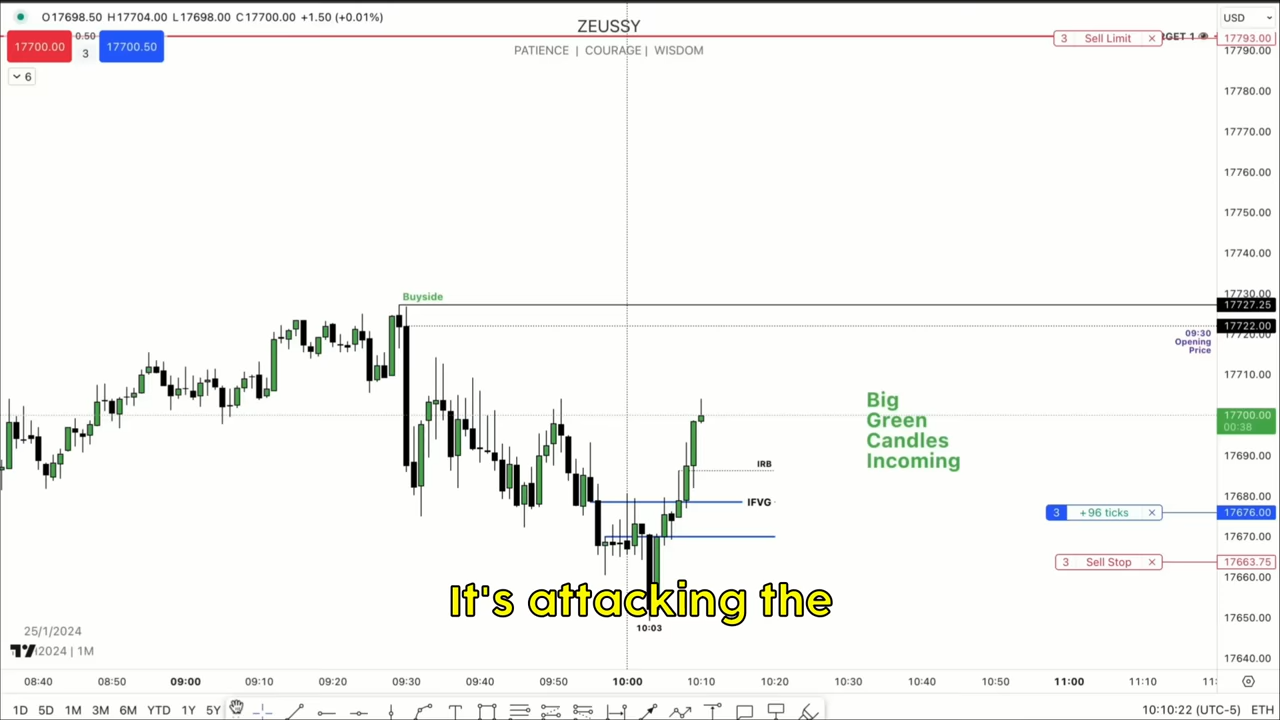 O17698.50 H17704.00 L17698.00 C17700.00 +1.50 (+0.01%)
ZEUSSY
PATIENCE | COURAGE | WISDOM
USD
17700.00
0.50
3
17700.50
6
3 Sell Limit ×
RGET 1
17793.00
17790.00
17780.00
17770.00
17760.00
17750.00
17740.00
17730.00
Buyside
17727.25
17722.00
17720.00
09:30
Opening
Price
17710.00
Big
Green
Candles
Incoming
17700.00
00:38
17690.00
IRB
17680.00
IFVG
3 +96 ticks ×
17676.00
17670.00
3 Sell Stop ×
17663.75
17660.00
It's attacking the
17650.00
10:03
25/1/2024
2024 | 1M
17640.00
08:40 08:50 09:00 09:10 09:20 09:30 09:40 09:50 10:00 10:10 10:20 10:30 10:40 10:50 11:00 11:10 11:
1D 5D 1M 3M 6M YTD 1Y 5Y
10:10:22 (UTC-5) ETH